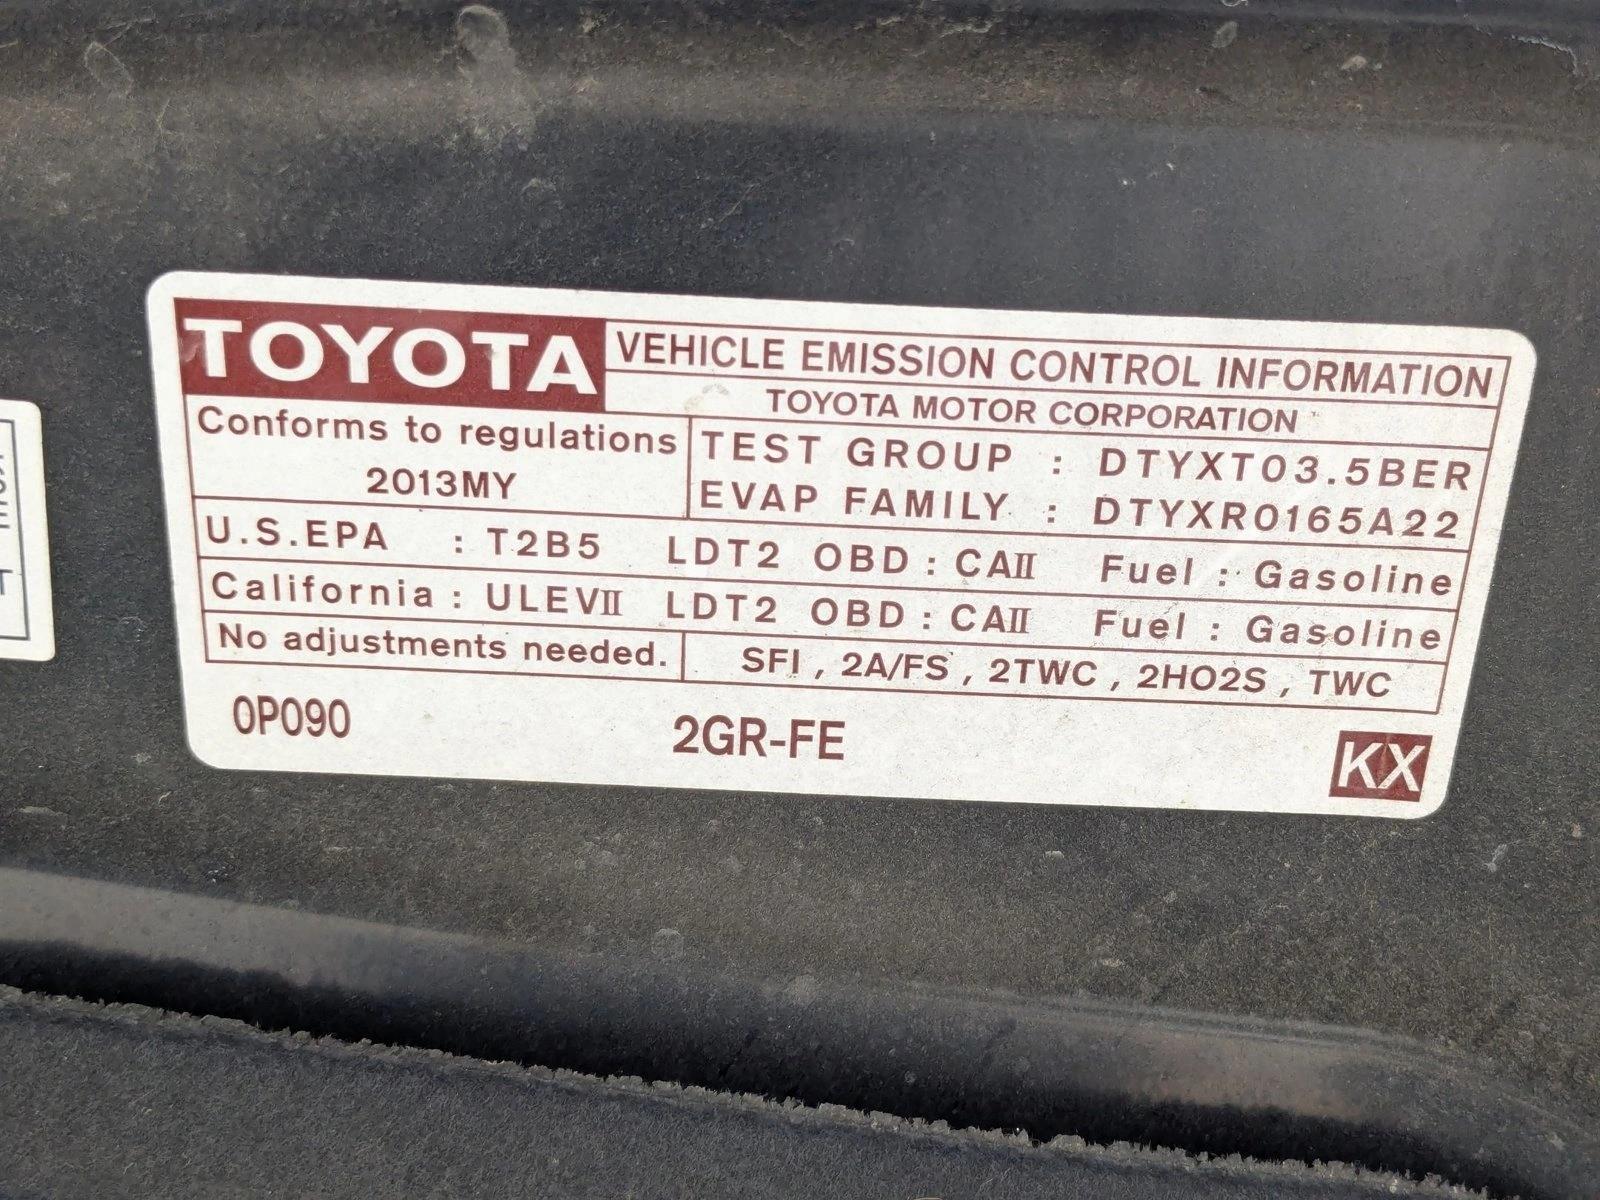 TOYOTA VEHICLE EMISSION CONTROL INFORMATION
TOYOTA MOTOR CORPORATION
Conforms to regulations
2013MY
TEST GROUP : DTYXT03.5BER
EVAP FAMILY : DTYXR0165A22
U.S.EPA : T2B5 LDT2 OBD : CAII Fuel : Gasoline
California : ULEVII LDT2 OBD : CAII Fuel : Gasoline
No adjustments needed. SFI , 2A/FS , 2TWC , 2HO2S , TWC
0P090 2GR-FE KX